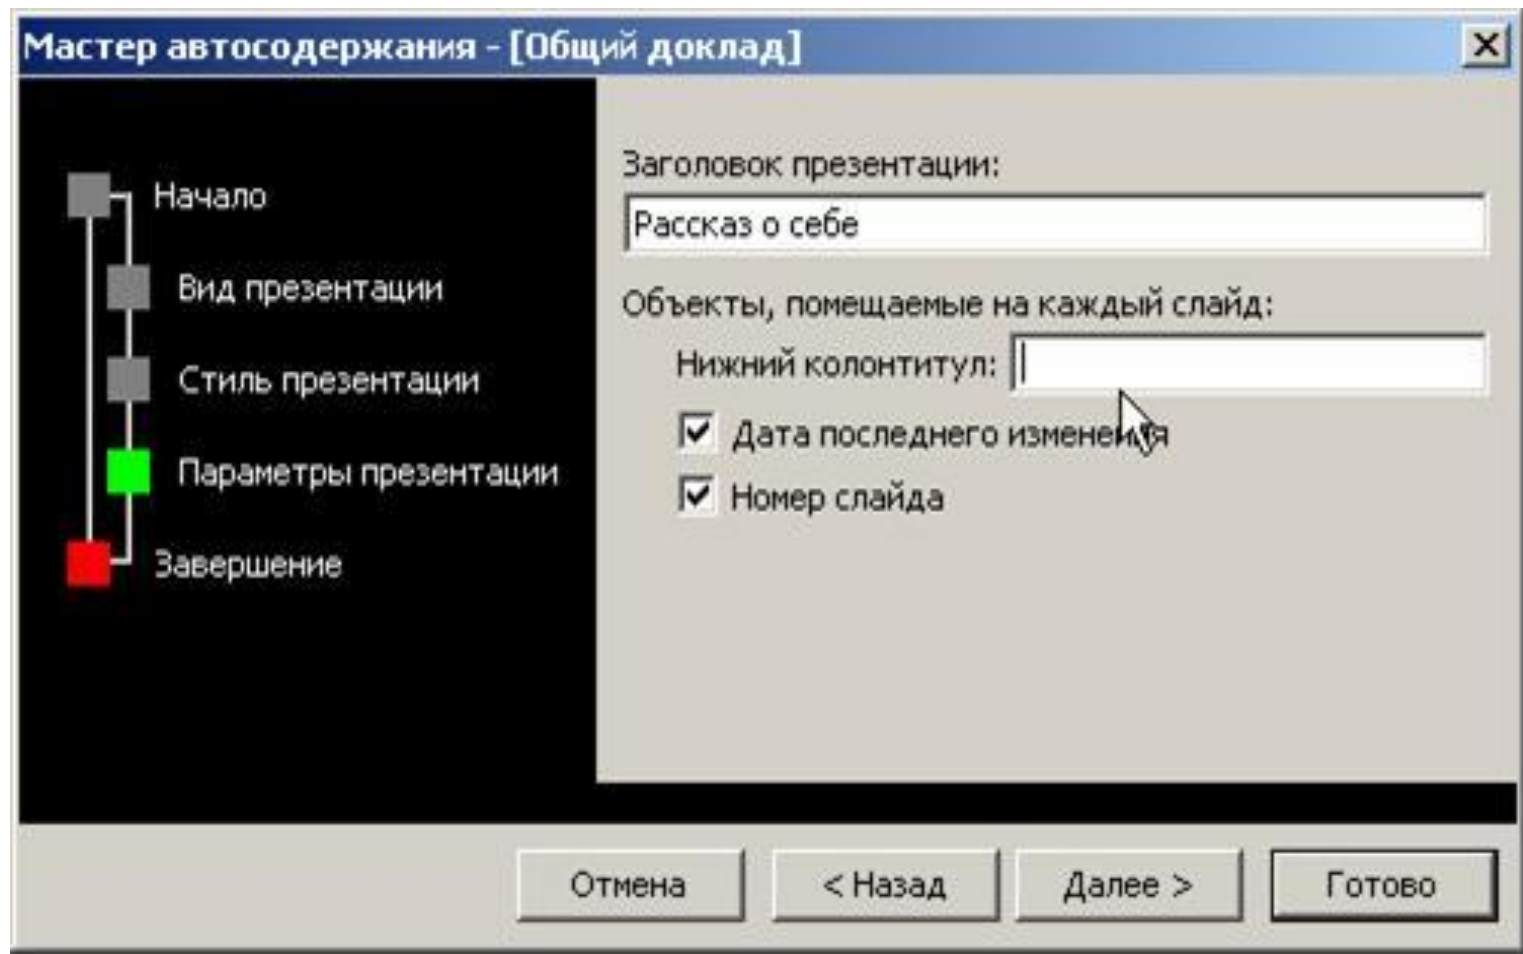 Мастер автосодержания - [Общий доклад]
Начало
Вид презентации
Стиль презентации
Параметры презентации
Завершение
Заголовок презентации:
Рассказ о себе
Объекты, помещаемые на каждый слайд:
Нижний колонтитул:
Дата последнего изменения
Номер слайда
Отмена
< Назад
Далее >
Готово